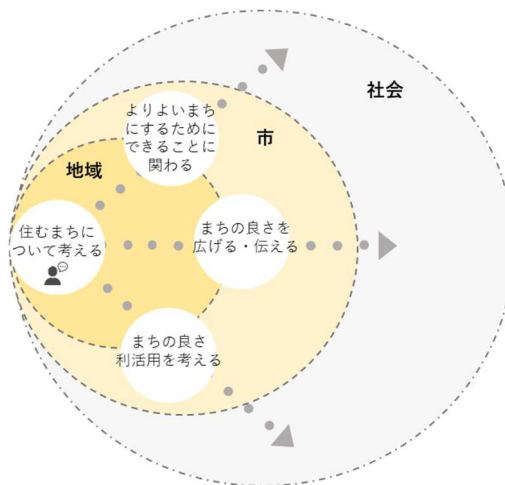 社会
よりよいまち
にするために
できることに
関わる
市
地域
住むまちに
ついて考える
まちの良さを
広げる・伝える
まちの良さ
利活用を考える